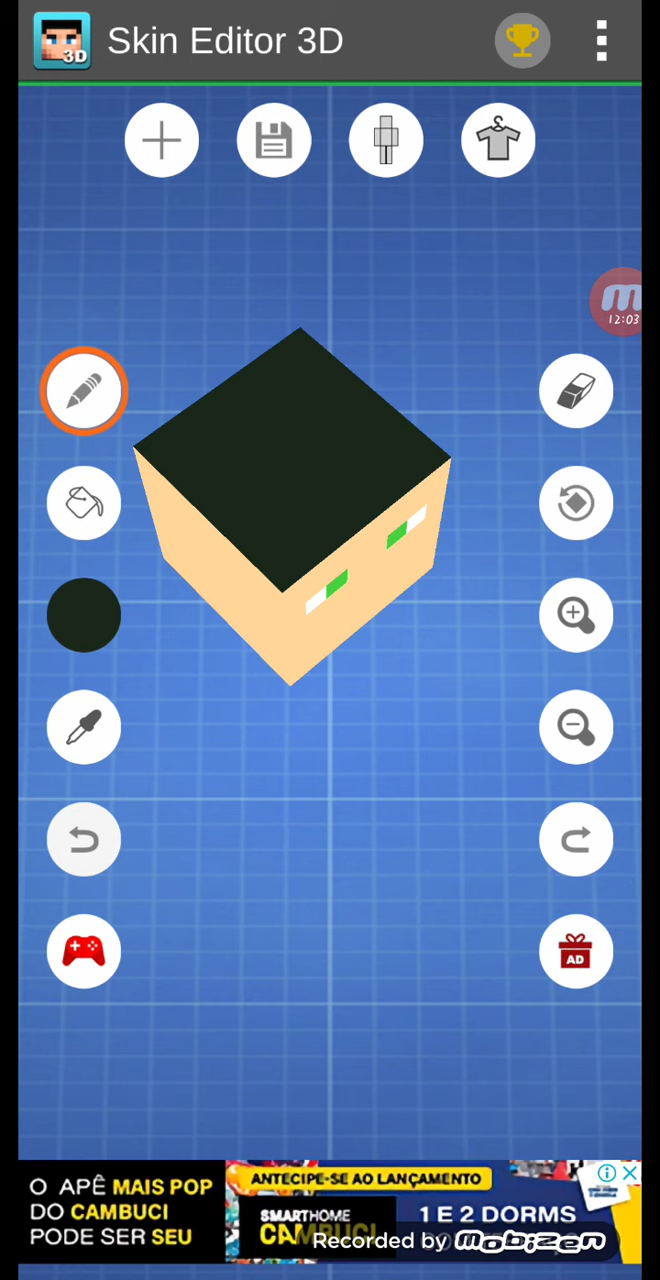 3D
Skin Editor 3D
12:03
AD
O APÊ MAIS POP
DO CAMBUCI
PODE SER SEU
ANTECIPE-SE AO LANÇAMENTO
SMARTHOME
CAMBUCI
1 E 2 DORMS
Recorded by mobizen